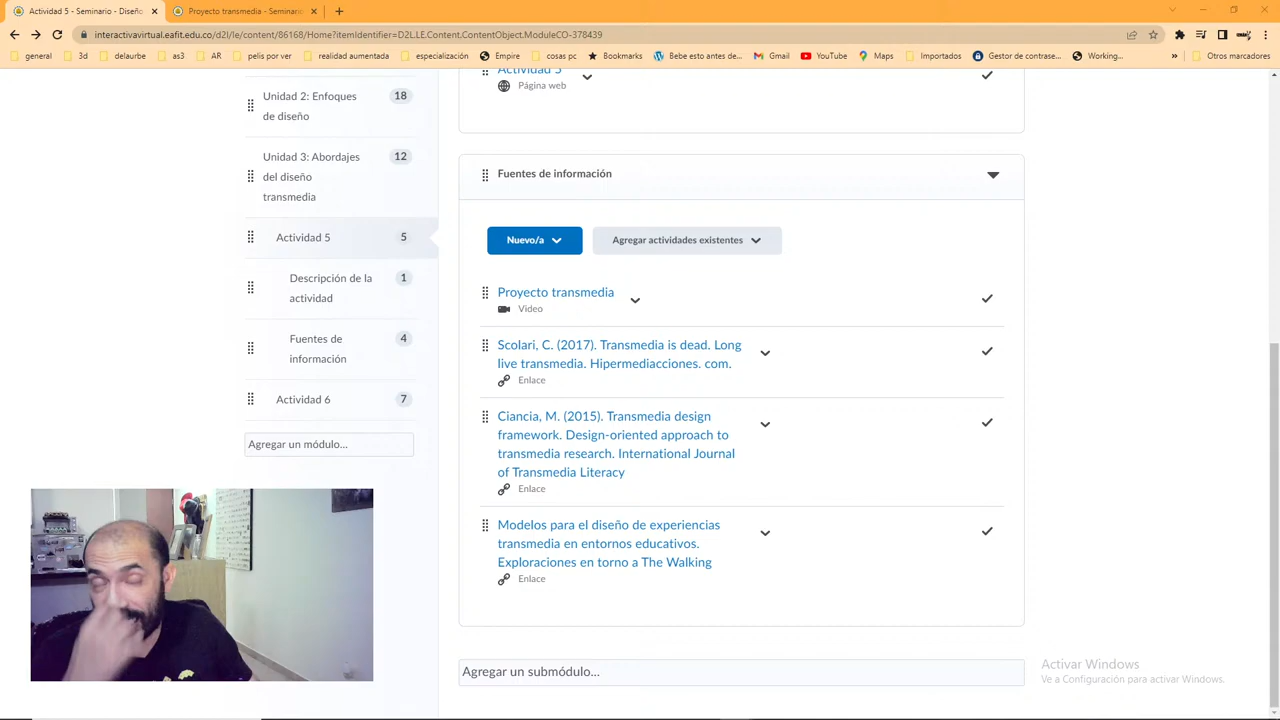 Actividad 5 - Seminario - Diseño
Proyecto transmedia - Seminario
interactivavirtual.eafit.edu.co/d2l/le/content/86168/Home?itemIdentifier=D2L.LE.Content.ContentObject.ModuleCO-378439
general
3d
delaurbe
as3
AR
pelis por ver
realidad aumentada
especialización
Empire
cosas pc
Bookmarks
Bebe esto antes de...
Gmail
YouTube
Maps
Importados
Gestor de contrase...
Working...
»
Otros marcadores
Unidad 2: Enfoques
de diseño
18
Unidad 3: Abordajes
del diseño
transmedia
12
Actividad 5
5
Descripción de la
actividad
1
Fuentes de
información
4
Actividad 6
7
Agregar un módulo...
Actividad 5
Página web
Fuentes de información
Nuevo/a
Agregar actividades existentes
Proyecto transmedia
Video
Scolari, C. (2017). Transmedia is dead. Long
live transmedia. Hipermediacciones. com.
Enlace
Ciancia, M. (2015). Transmedia design
framework. Design-oriented approach to
transmedia research. International Journal
of Transmedia Literacy
Enlace
Modelos para el diseño de experiencias
transmedia en entornos educativos.
Exploraciones en torno a The Walking
Enlace
Agregar un submódulo...
Activar Windows
Ve a Configuración para activar Windows.